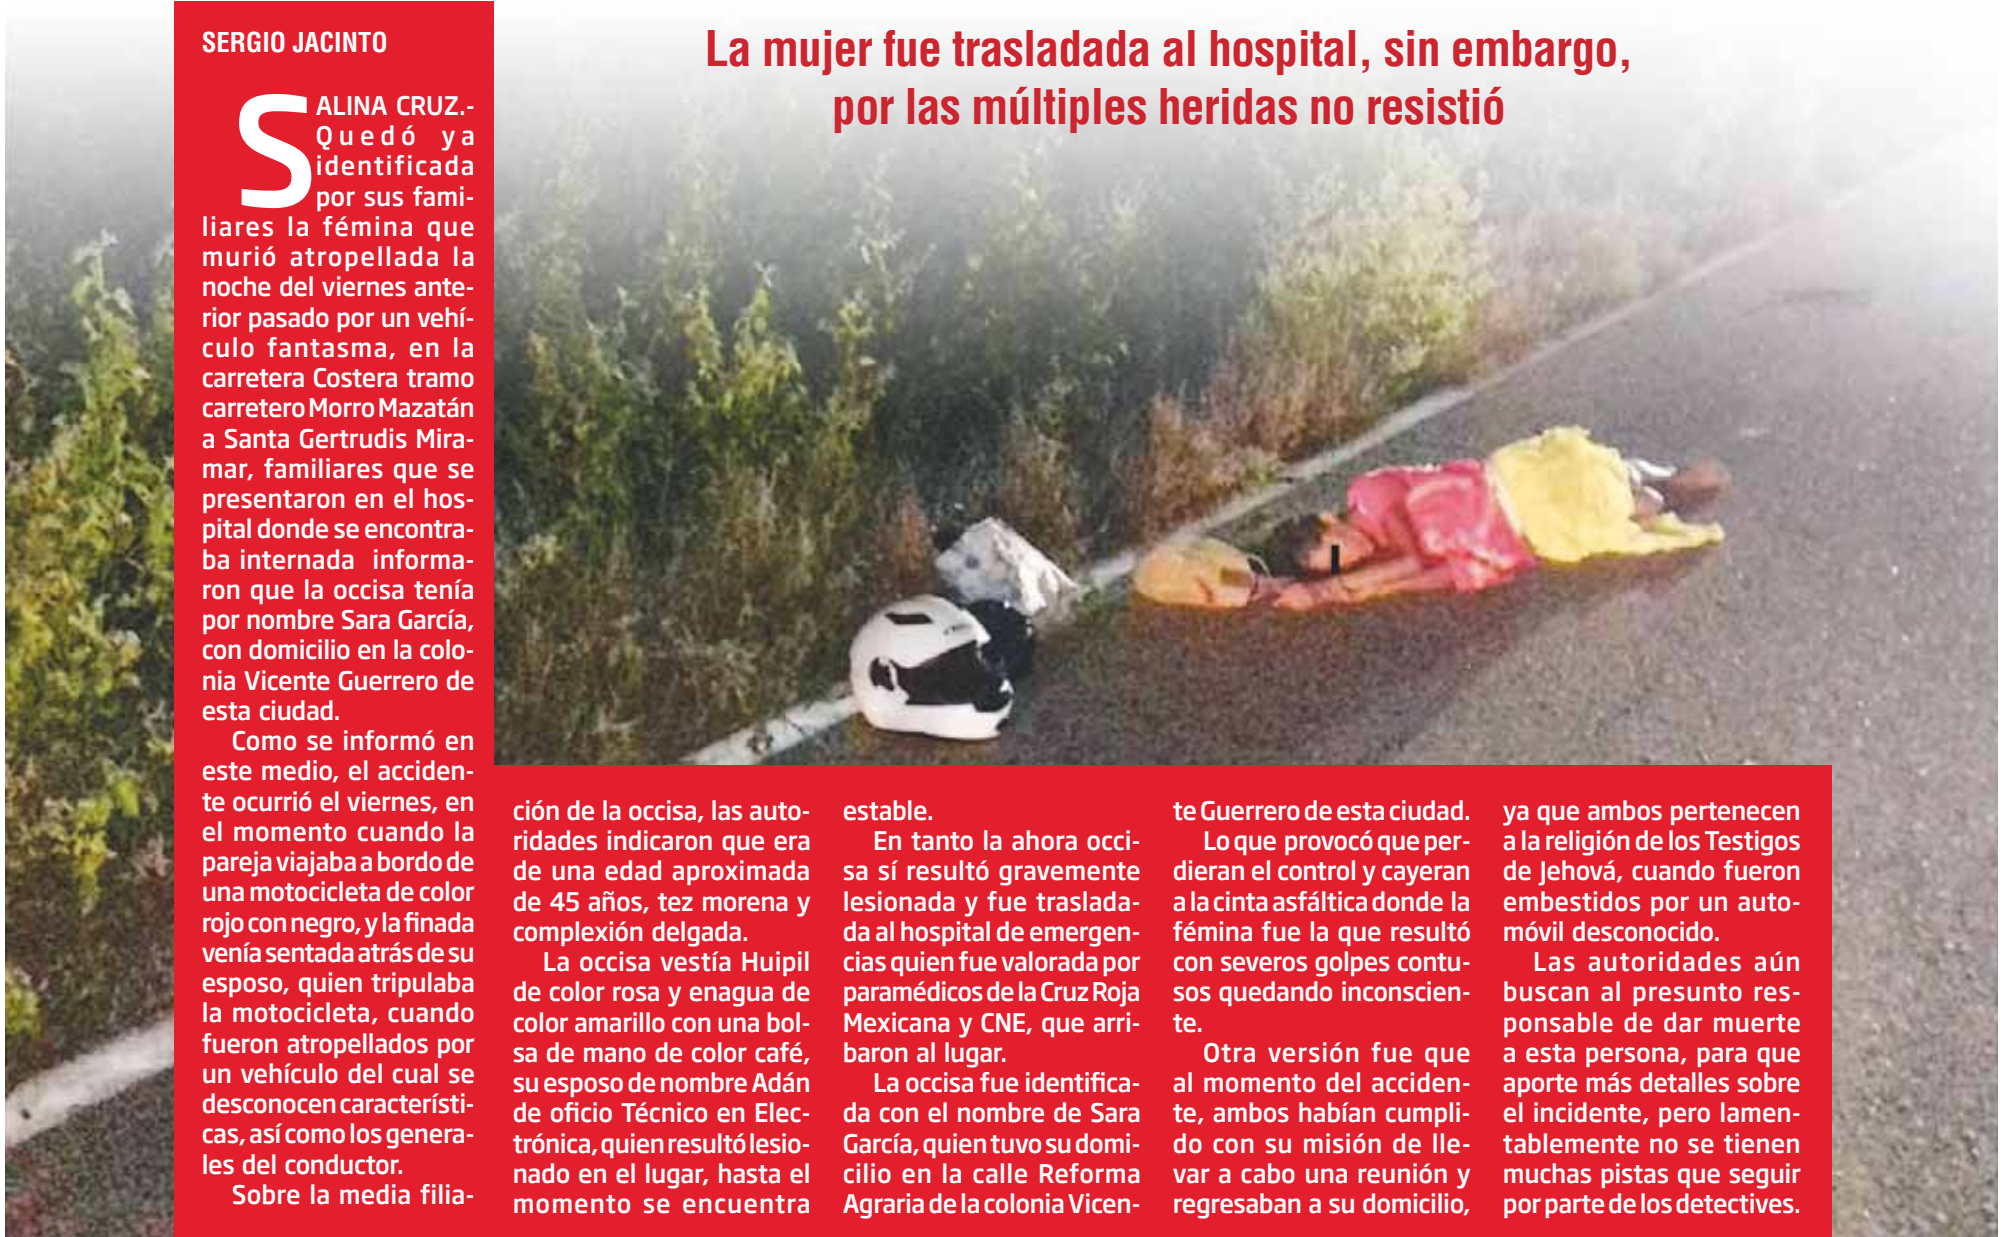 SERGIO JACINTO
La mujer fue trasladada al hospital, sin embargo,
por las múltiples heridas no resistió
SALINA CRUZ.-
Quedó ya
identificada
por sus fami-
liares la fémina que
murió atropellada la
noche del viernes ante-
rior pasado por un vehí-
culo fantasma, en la
carretera Costera tramo
carretero Morro Mazatán
a Santa Gertrudis Mira-
mar, familiares que se
presentaron en el hos-
pital donde se encontra-
ba internada informa-
ron que la occisa tenía
por nombre Sara García,
con domicilio en la colo-
nia Vicente Guerrero de
esta ciudad.
Como se informó en
este medio, el acciden-
te ocurrió el viernes, en
el momento cuando la
pareja viajaba a bordo de
una motocicleta de color
rojo con negro, y la finada
venía sentada atrás de su
esposo, quien tripulaba
la motocicleta, cuando
fueron atropellados por
un vehículo del cual se
desconocen característi-
cas, así como los genera-
les del conductor.
Sobre la media filia-
ción de la occisa, las auto-
ridades indicaron que era
de una edad aproximada
de 45 años, tez morena y
complexión delgada.
La occisa vestía Huipil
de color rosa y enagua de
color amarillo con una bol-
sa de mano de color café,
su esposo de nombre Adán
de oficio Técnico en Elec-
trónica, quien resultó lesio-
nado en el lugar, hasta el
momento se encuentra
estable.
En tanto la ahora occi-
sa sí resultó gravemente
lesionada y fue traslada-
da al hospital de emergen-
cias quien fue valorada por
paramédicos de la Cruz Roja
Mexicana y CNE, que arri-
baron al lugar.
La occisa fue identifica-
da con el nombre de Sara
García, quien tuvo su domi-
cilio en la calle Reforma
Agraria de la colonia Vicen-
te Guerrero de esta ciudad.
Lo que provocó que per-
dieran el control y cayeran
a la cinta asfáltica donde la
fémina fue la que resultó
con severos golpes contu-
sos quedando inconscien-
te.
Otra versión fue que
al momento del acciden-
te, ambos habían cumpli-
do con su misión de lle-
var a cabo una reunión y
regresaban a su domicilio,
ya que ambos pertenecen
a la religión de los Testigos
de Jehová, cuando fueron
embestidos por un auto-
móvil desconocido.
Las autoridades aún
buscan al presunto res-
ponsable de dar muerte
a esta persona, para que
aporte más detalles sobre
el incidente, pero lamen-
tablemente no se tienen
muchas pistas que seguir
por parte de los detectives.